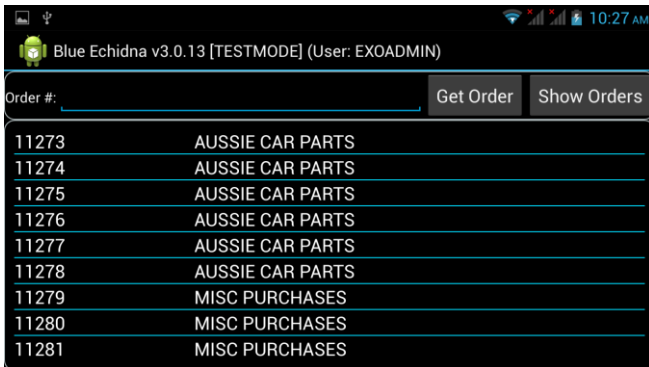 10:27 AM
Blue Echidna v3.0.13 [TESTMODE] (User: EXOADMIN)
Order #: Get Order Show Orders
11273 AUSSIE CAR PARTS
11274 AUSSIE CAR PARTS
11275 AUSSIE CAR PARTS
11276 AUSSIE CAR PARTS
11277 AUSSIE CAR PARTS
11278 AUSSIE CAR PARTS
11279 MISC PURCHASES
11280 MISC PURCHASES
11281 MISC PURCHASES